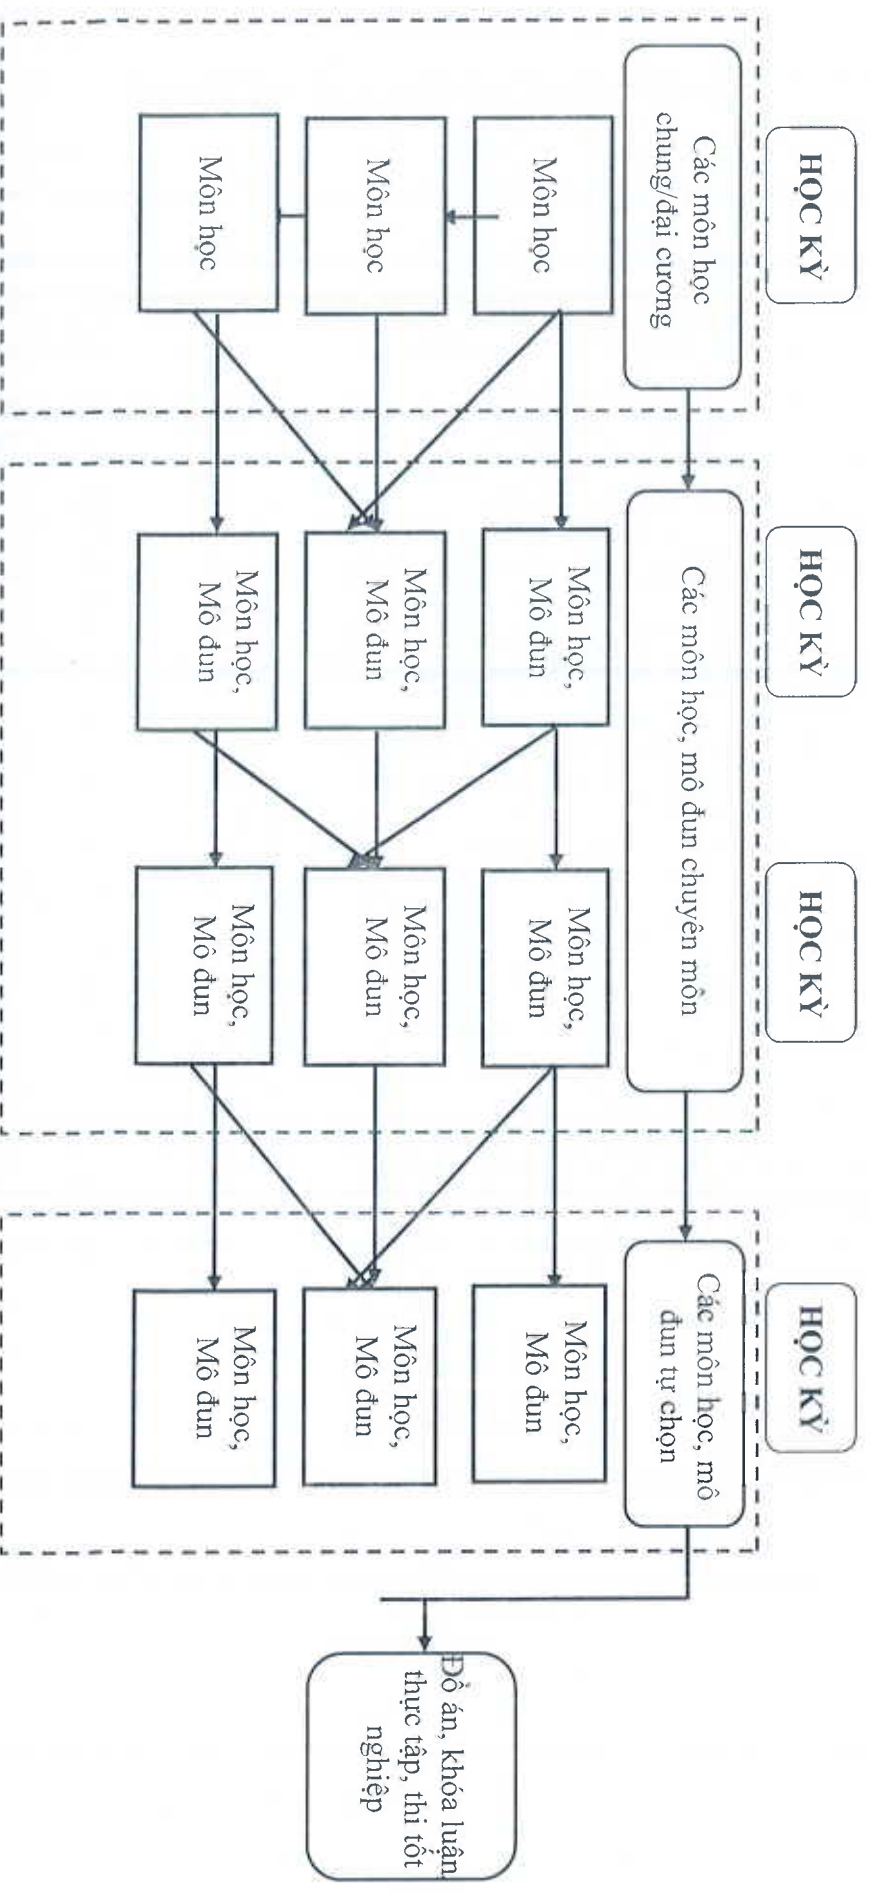 HỌC KỲ
HỌC KỲ
HỌC KỲ
HỌC KỲ
Các môn học
chung/đại cương
Các môn học, mô đun chuyên môn
Các môn học, mô
đun tự chọn
Môn học
Môn học,
Mô đun
Môn học,
Mô đun
Môn học,
Mô đun
Môn học
Môn học,
Mô đun
Môn học,
Mô đun
Môn học,
Mô đun
Môn học
Môn học,
Mô đun
Môn học,
Mô đun
Môn học,
Mô đun
Đồ án, khóa luận,
thực tập, thi tốt
nghiệp